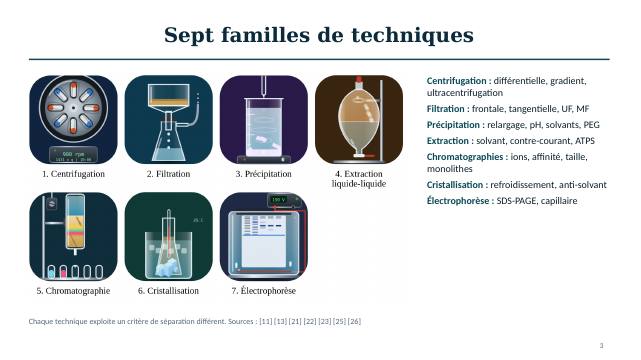 Sept familles de techniques
1. Centrifugation
2. Filtration
3. Précipitation
4. Extraction
liquide-liquide
5. Chromatographie
6. Cristallisation
7. Électrophorèse
Centrifugation : différentielle, gradient,
ultracentrifugation
Filtration : frontale, tangentielle, UF, MF
Précipitation : relargage, pH, solvants, PEG
Extraction : solvant, contre-courant, ATPS
Chromatographies : ions, affinité, taille,
monolithes
Cristallisation : refroidissement, anti-solvant
Électrophorèse : SDS-PAGE, capillaire
Chaque technique exploite un critère de séparation différent. Sources : [11] [13] [21] [22] [23] [25] [26]
3